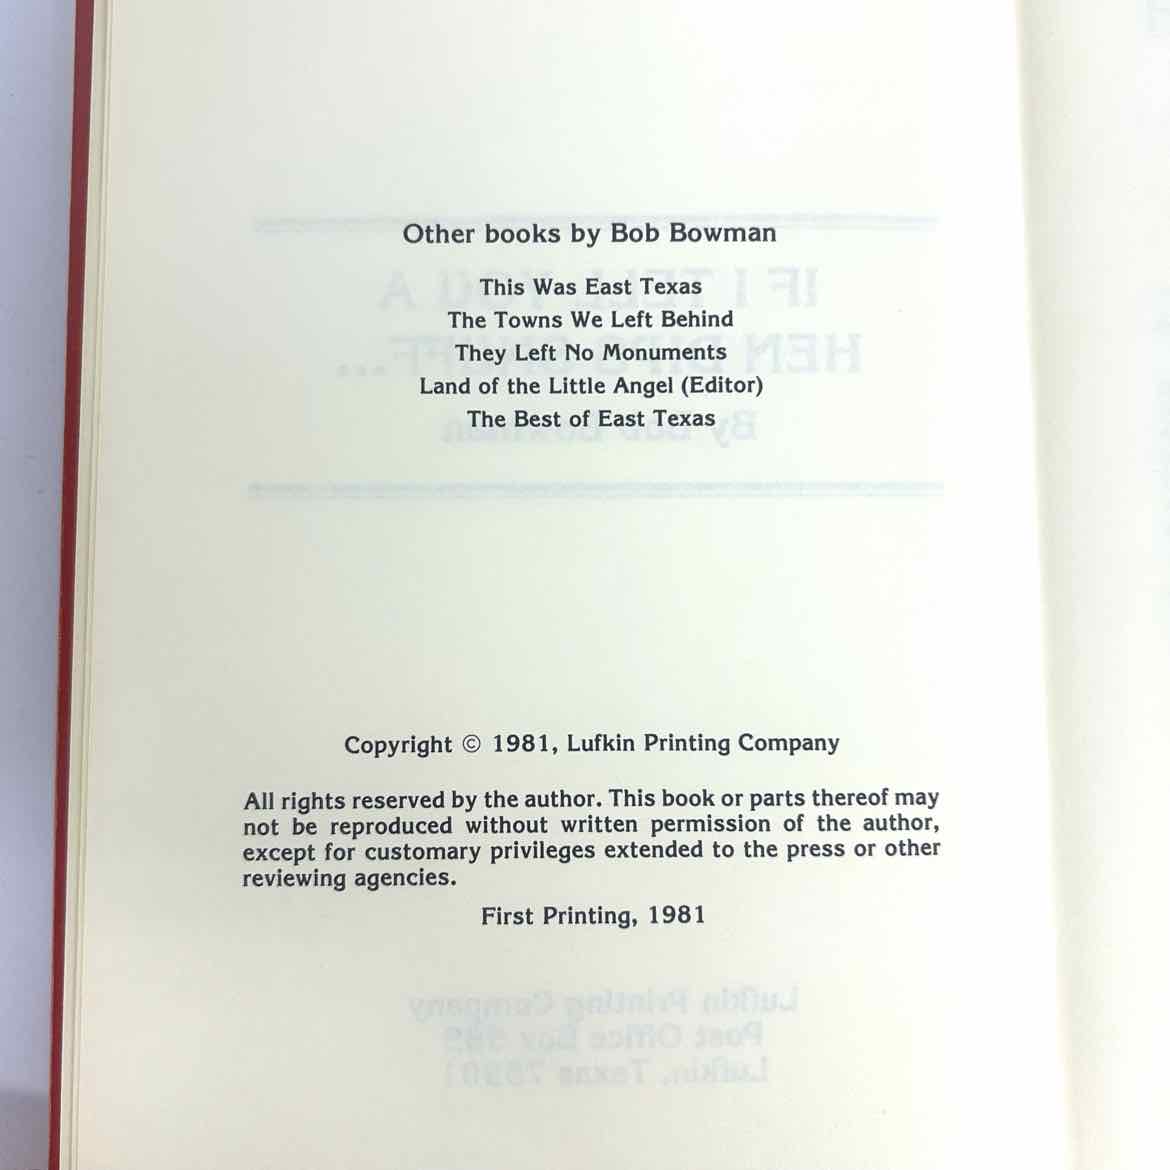 Other books by Bob Bowman
This Was East Texas
The Towns We Left Behind
They Left No Monuments
Land of the Little Angel (Editor)
The Best of East Texas
Copyright © 1981, Lufkin Printing Company
All rights reserved by the author. This book or parts thereof may
not be reproduced without written permission of the author,
except for customary privileges extended to the press or other
reviewing agencies.
First Printing, 1981